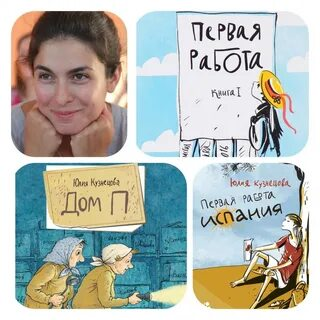 Первая
Работа
Книга I
Юлия Кузнецова
Дом П
Юлия Кузнецова
Первая работа
Испания